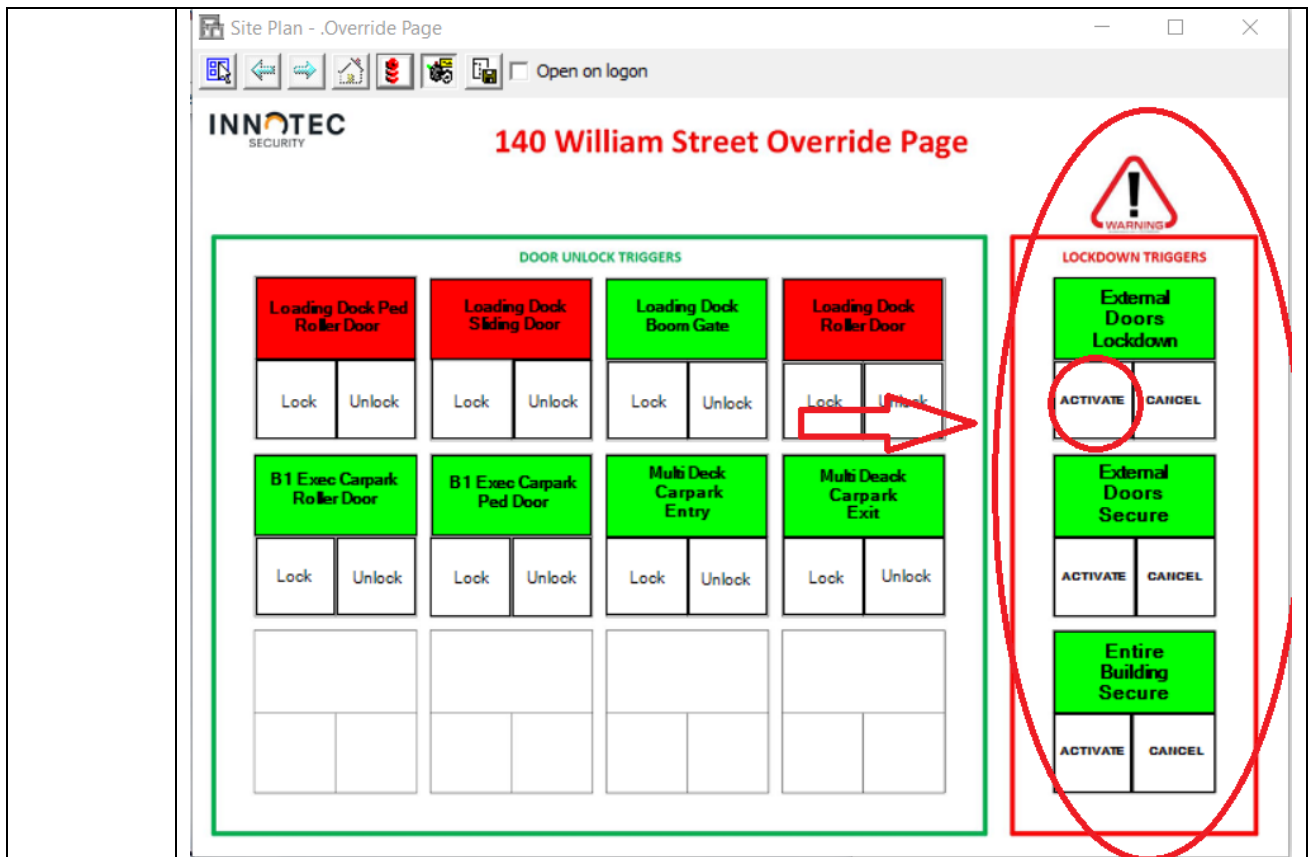 Site Plan - .Override Page
Open on logon
INNOTEC
SECURITY
140 William Street Override Page
WARNING
DOOR UNLOCK TRIGGERS
LOCKDOWN TRIGGERS
Loading Dock Ped
Roller Door
Lock Unlock
Loading Dock
Sliding Door
Lock Unlock
Loading Dock
Boom Gate
Lock Unlock
Loading Dock
Roller Door
Lock Unlock
B1 Exec Carpark
Roller Door
Lock Unlock
B1 Exec Carpark
Ped Door
Lock Unlock
Multi Deck
Carpark
Entry
Lock Unlock
Multi Deack
Carpark
Exit
Lock Unlock
External
Doors
Lockdown
ACTIVATE CANCEL
External
Doors
Secure
ACTIVATE CANCEL
Entire
Building
Secure
ACTIVATE CANCEL